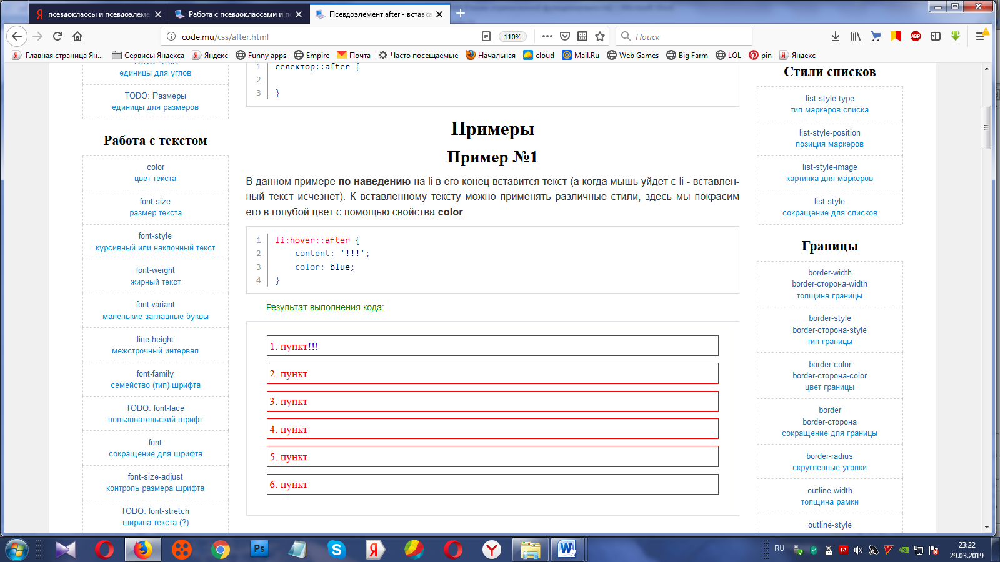 псевдоклассы и псевдоэлеме
Работа с псевдоклассами и п
Псевдоэлемент after - вставка
code.mu/css/after.html
110%
Поиск
Главная страница Ян...
Сервисы Яндекса
Яндекс
Funny apps
Empire
Почта
Часто посещаемые
Начальная
cloud
Mail.Ru
Web Games
Big Farm
LOL
pin
Яндекс
единицы для углов
TODO: Размеры
единицы для размеров
Работа с текстом
color
цвет текста
font-size
размер текста
font-style
курсивный или наклонный текст
font-weight
жирный текст
font-variant
маленькие заглавные буквы
line-height
межстрочный интервал
font-family
семейство (тип) шрифта
TODO: font-face
пользовательский шрифт
font
сокращение для шрифта
font-size-adjust
контроль размера шрифта
TODO: font-stretch
ширина текста (?)
1 селектор::after {
2
3 }
Примеры
Пример №1
В данном примере по наведению на li в его конец вставится текст (а когда мышь уйдет с li - вставлен-
ный текст исчезнет). К вставленному тексту можно применять различные стили, здесь мы покрасим
его в голубой цвет с помощью свойства color:
1 li:hover::after {
2 content: '!!!';
3 color: blue;
4 }
Результат выполнения кода:
1. пункт!!!
2. пункт
3. пункт
4. пункт
5. пункт
6. пункт
Стили списков
list-style-type
тип маркеров списка
list-style-position
позиция маркеров
list-style-image
картинка для маркеров
list-style
сокращение для списков
Границы
border-width
border-сторона-width
толщина границы
border-style
border-сторона-style
тип границы
border-color
border-сторона-color
цвет границы
border
border-сторона
сокращение для границы
border-radius
скругленные уголки
outline-width
толщина рамки
outline-style
RU
23:22
29.03.2019